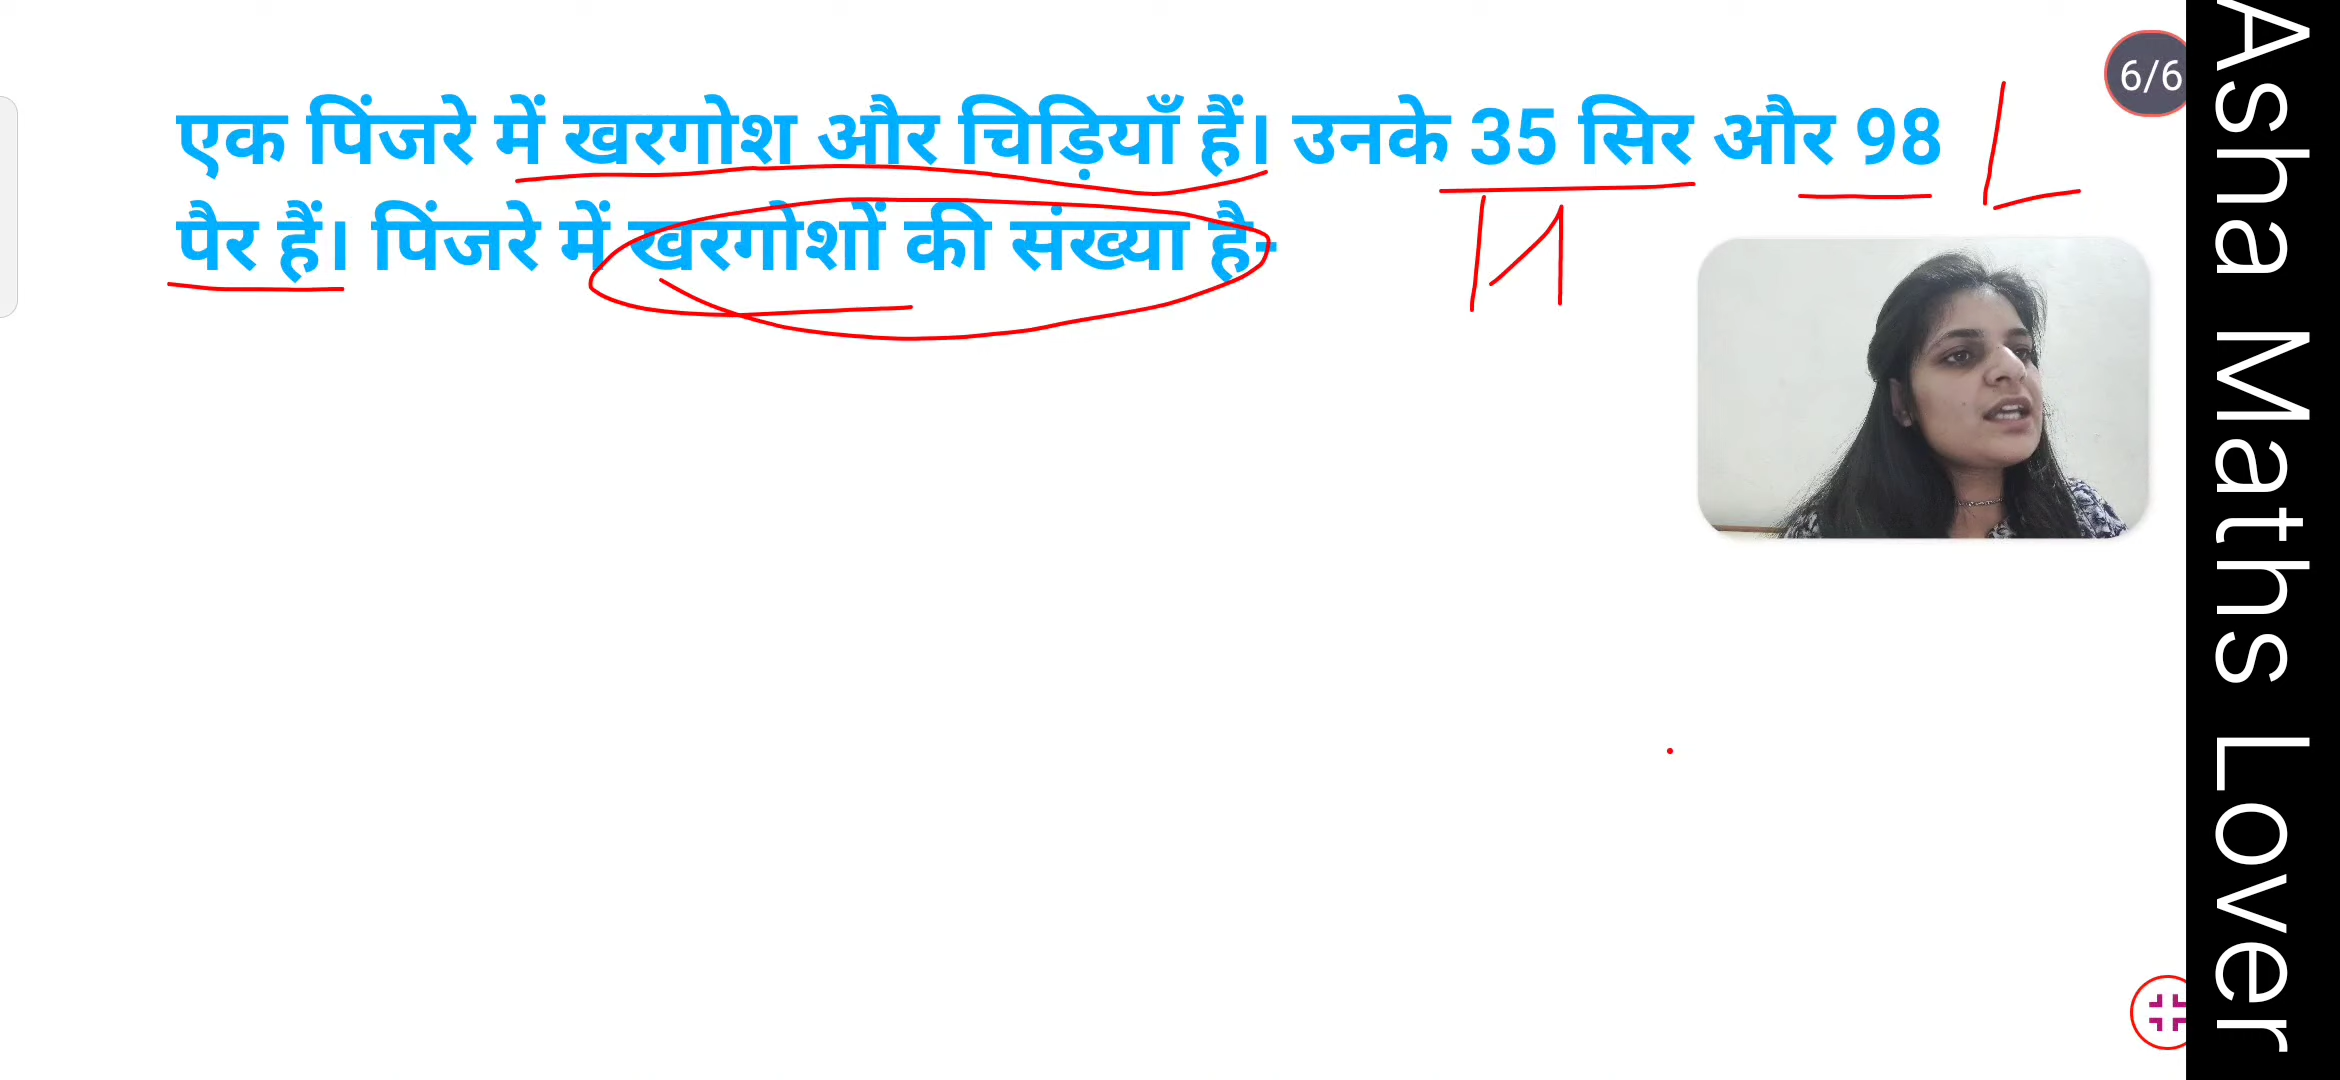 एक पिंजरे में खरगोश और चिड़ियाँ हैं। उनके 35 सिर और 98
पैर हैं। पिंजरे में खरगोशों की संख्या है-
H
L
6/6
Asha Maths Lover